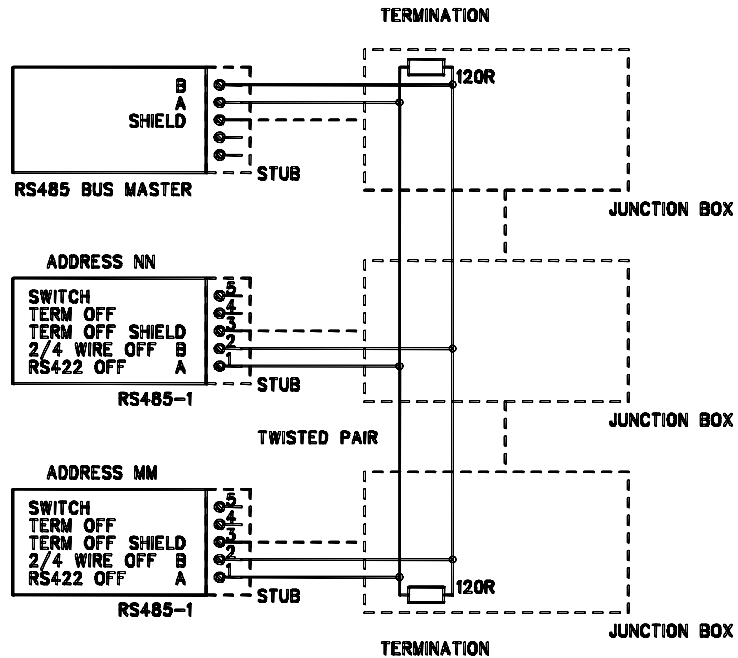 TERMINATION
120R
B
A
SHIELD
STUB
RS485 BUS MASTER
JUNCTION BOX
ADDRESS NN
SWITCH 5
TERM OFF 4
TERM OFF SHIELD 3
2/4 WIRE OFF B 2
RS422 OFF A 1
STUB
RS485-1
JUNCTION BOX
TWISTED PAIR
ADDRESS MM
SWITCH 5
TERM OFF 4
TERM OFF SHIELD 3
2/4 WIRE OFF B 2
RS422 OFF A 1
120R
STUB
RS485-1
JUNCTION BOX
TERMINATION